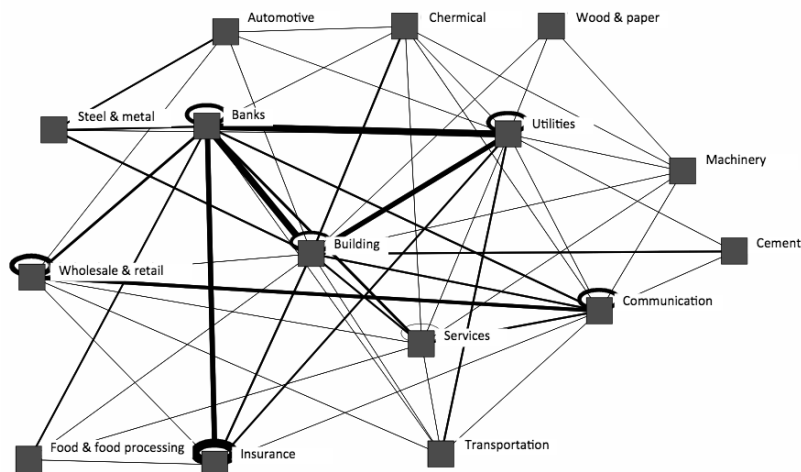 Automotive
Chemical
Wood & paper
Steel & metal
Banks
Utilities
Machinery
Building
Cement
Wholesale & retail
Communication
Services
Food & food processing
Insurance
Transportation